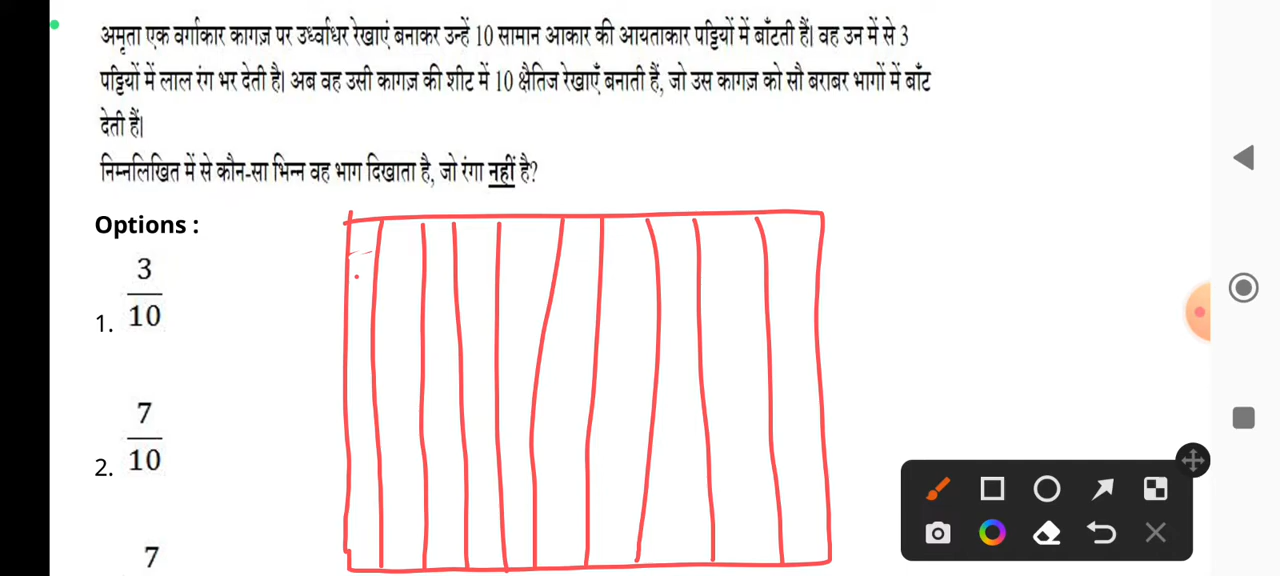 अमृता एक वर्गाकार कागज़ पर उर्ध्वाधर रेखाएं बनाकर उन्हें 10 सामान आकार की आयताकार पट्टियों में बाँटती हैं। वह उन में से 3
पट्टियों में लाल रंग भर देती है। अब वह उसी कागज़ की शीट में 10 क्षैतिज रेखाएँ बनाती हैं, जो उस कागज़ को सौ बराबर भागों में बाँट
देती हैं।
निम्नलिखित में से कौन-सा भिन्न वह भाग दिखाता है, जो रंगा नहीं है?
Options :
3
1. 10
7
2. 10
7